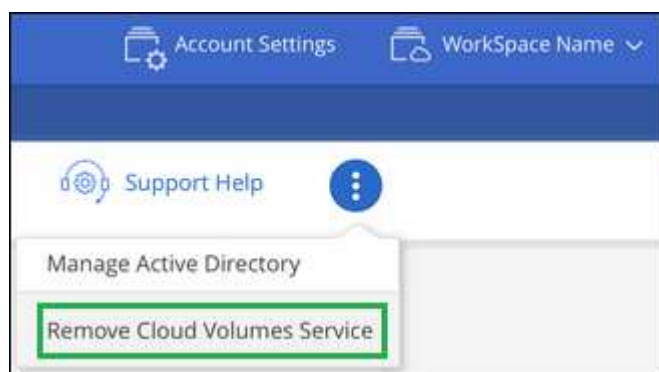 Account Settings
WorkSpace Name
Support Help
Manage Active Directory
Remove Cloud Volumes Service